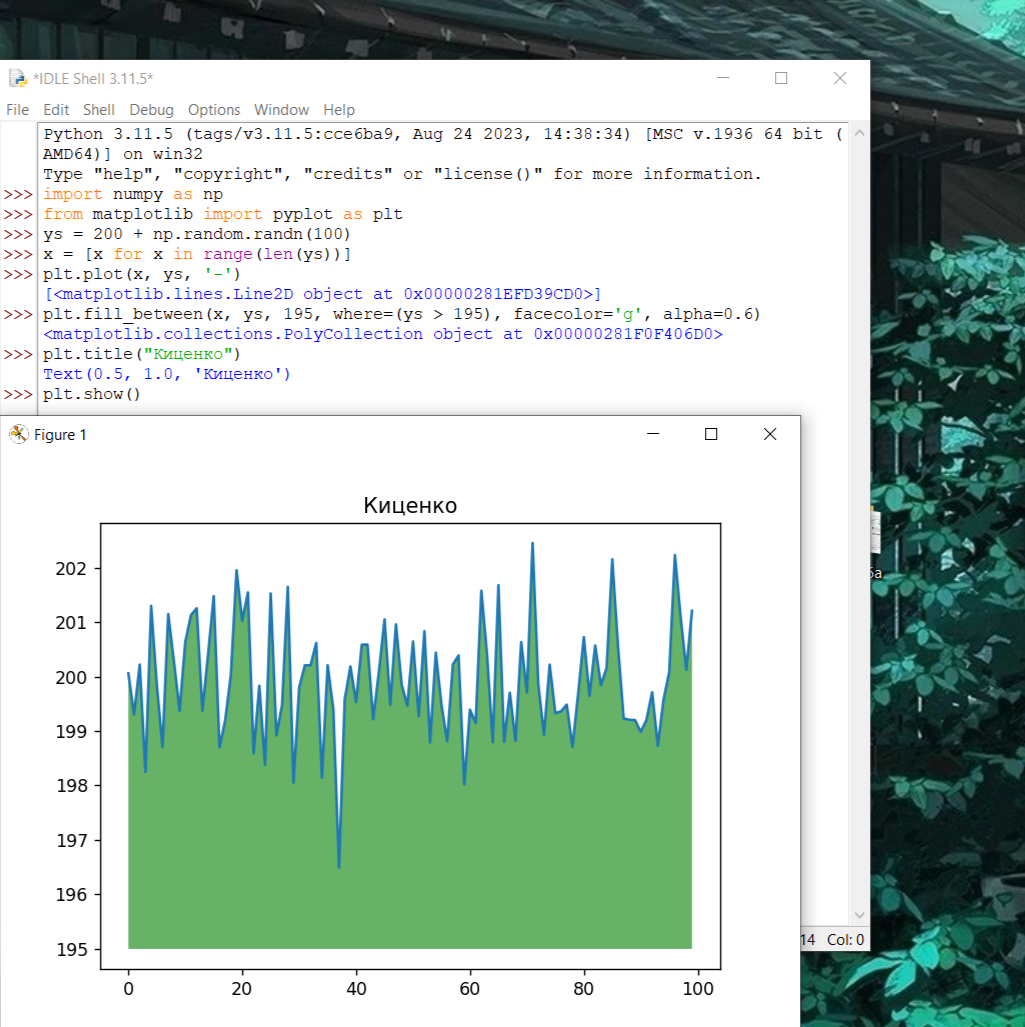 *IDLE Shell 3.11.5*
File Edit Shell Debug Options Window Help
Python 3.11.5 (tags/v3.11.5:cce6ba9, Aug 24 2023, 14:38:34) [MSC v.1936 64 bit (
AMD64)] on win32
Type "help", "copyright", "credits" or "license()" for more information.
>>> import numpy as np
>>> from matplotlib import pyplot as plt
>>> ys = 200 + np.random.randn(100)
>>> x = [x for x in range(len(ys))]
>>> plt.plot(x, ys, '-')
[<matplotlib.lines.Line2D object at 0x00000281EFD39CD0>]
>>> plt.fill_between(x, ys, 195, where=(ys > 195), facecolor='g', alpha=0.6)
<matplotlib.collections.PolyCollection object at 0x00000281F0F406D0>
>>> plt.title("Киценко")
Text(0.5, 1.0, 'Киценко')
>>> plt.show()
Figure 1
Киценко
202
201
200
199
198
197
196
195
0 20 40 60 80 100
14 Col: 0